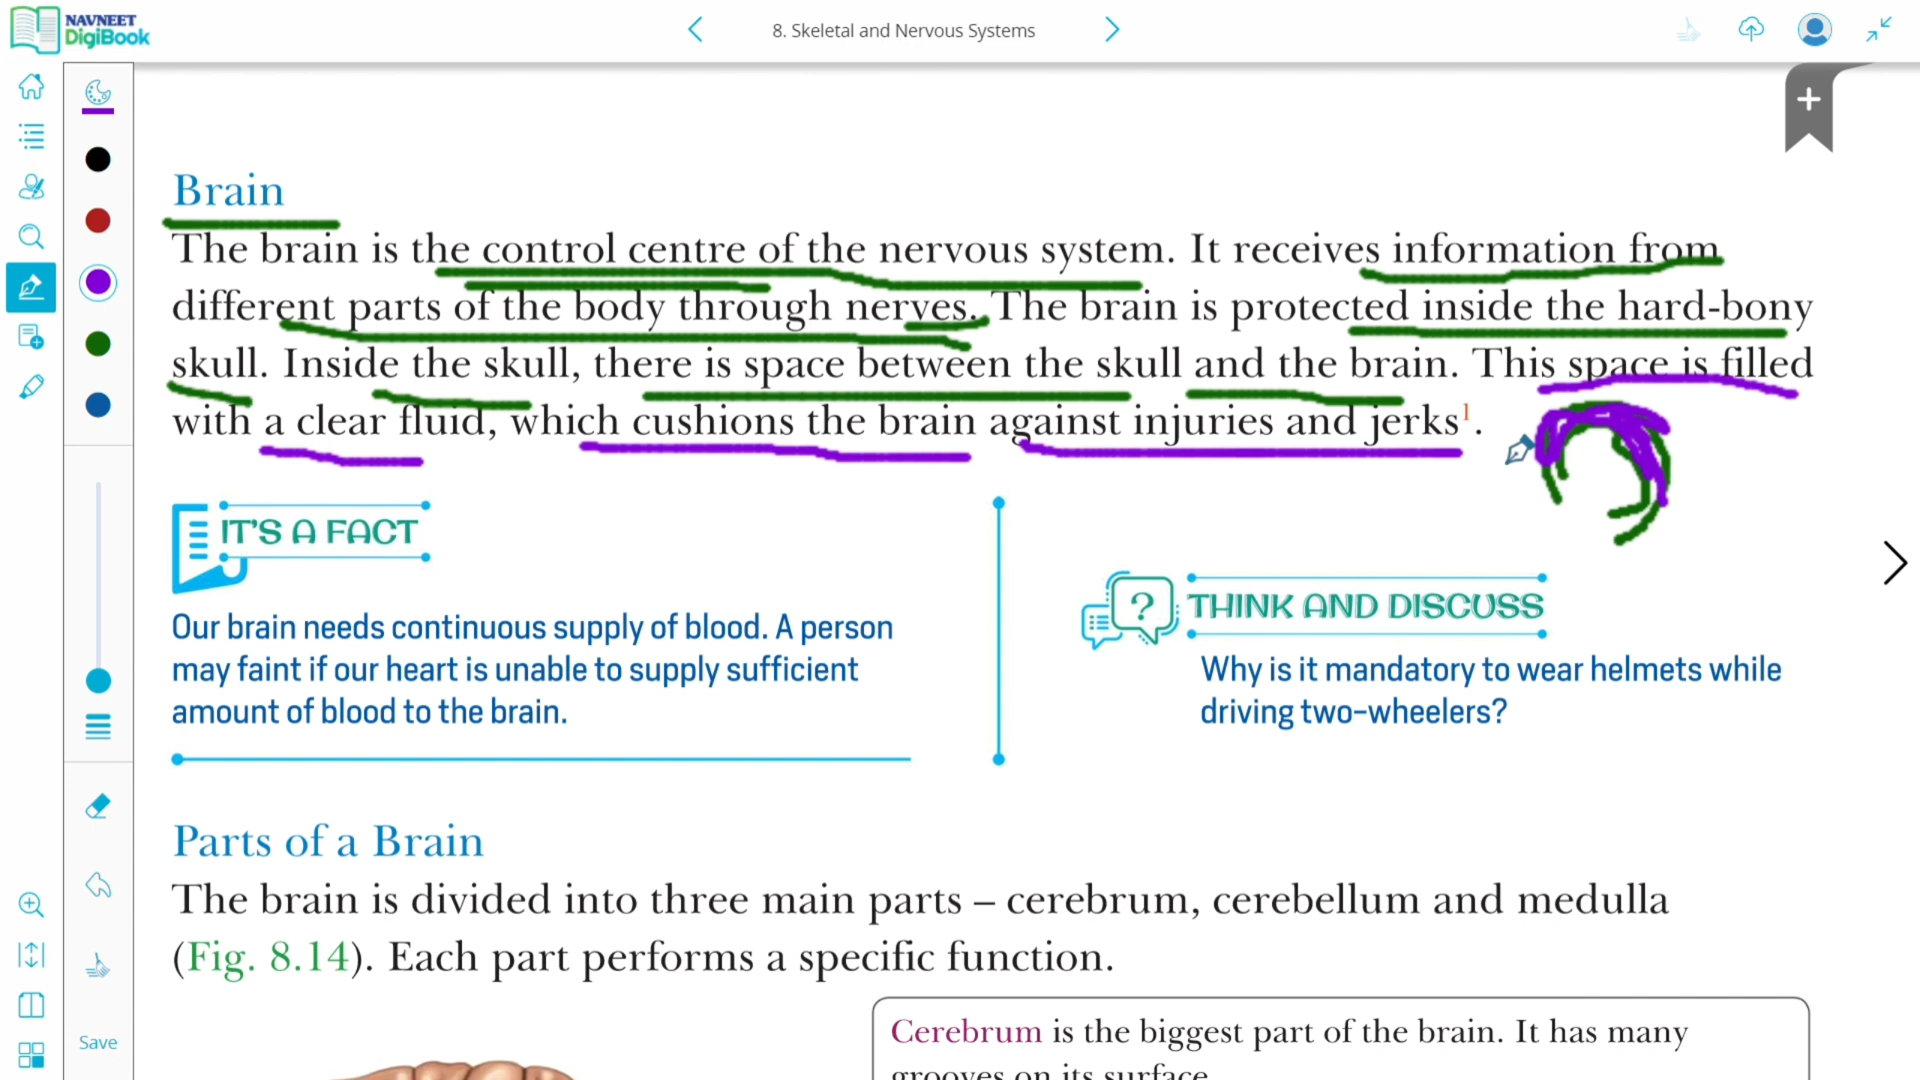 NAVNEET
DigiBook
8. Skeletal and Nervous Systems
Brain
The brain is the control centre of the nervous system. It receives information from
different parts of the body through nerves. The brain is protected inside the hard-bony
skull. Inside the skull, there is space between the skull and the brain. This space is filled
with a clear fluid, which cushions the brain against injuries and jerks¹.
IT'S A FACT
Our brain needs continuous supply of blood. A person
may faint if our heart is unable to supply sufficient
amount of blood to the brain.
THINK AND DISCUSS
Why is it mandatory to wear helmets while
driving two-wheelers?
Parts of a Brain
The brain is divided into three main parts – cerebrum, cerebellum and medulla
(Fig. 8.14). Each part performs a specific function.
Cerebrum is the biggest part of the brain. It has many
grooves on its surface.
Save